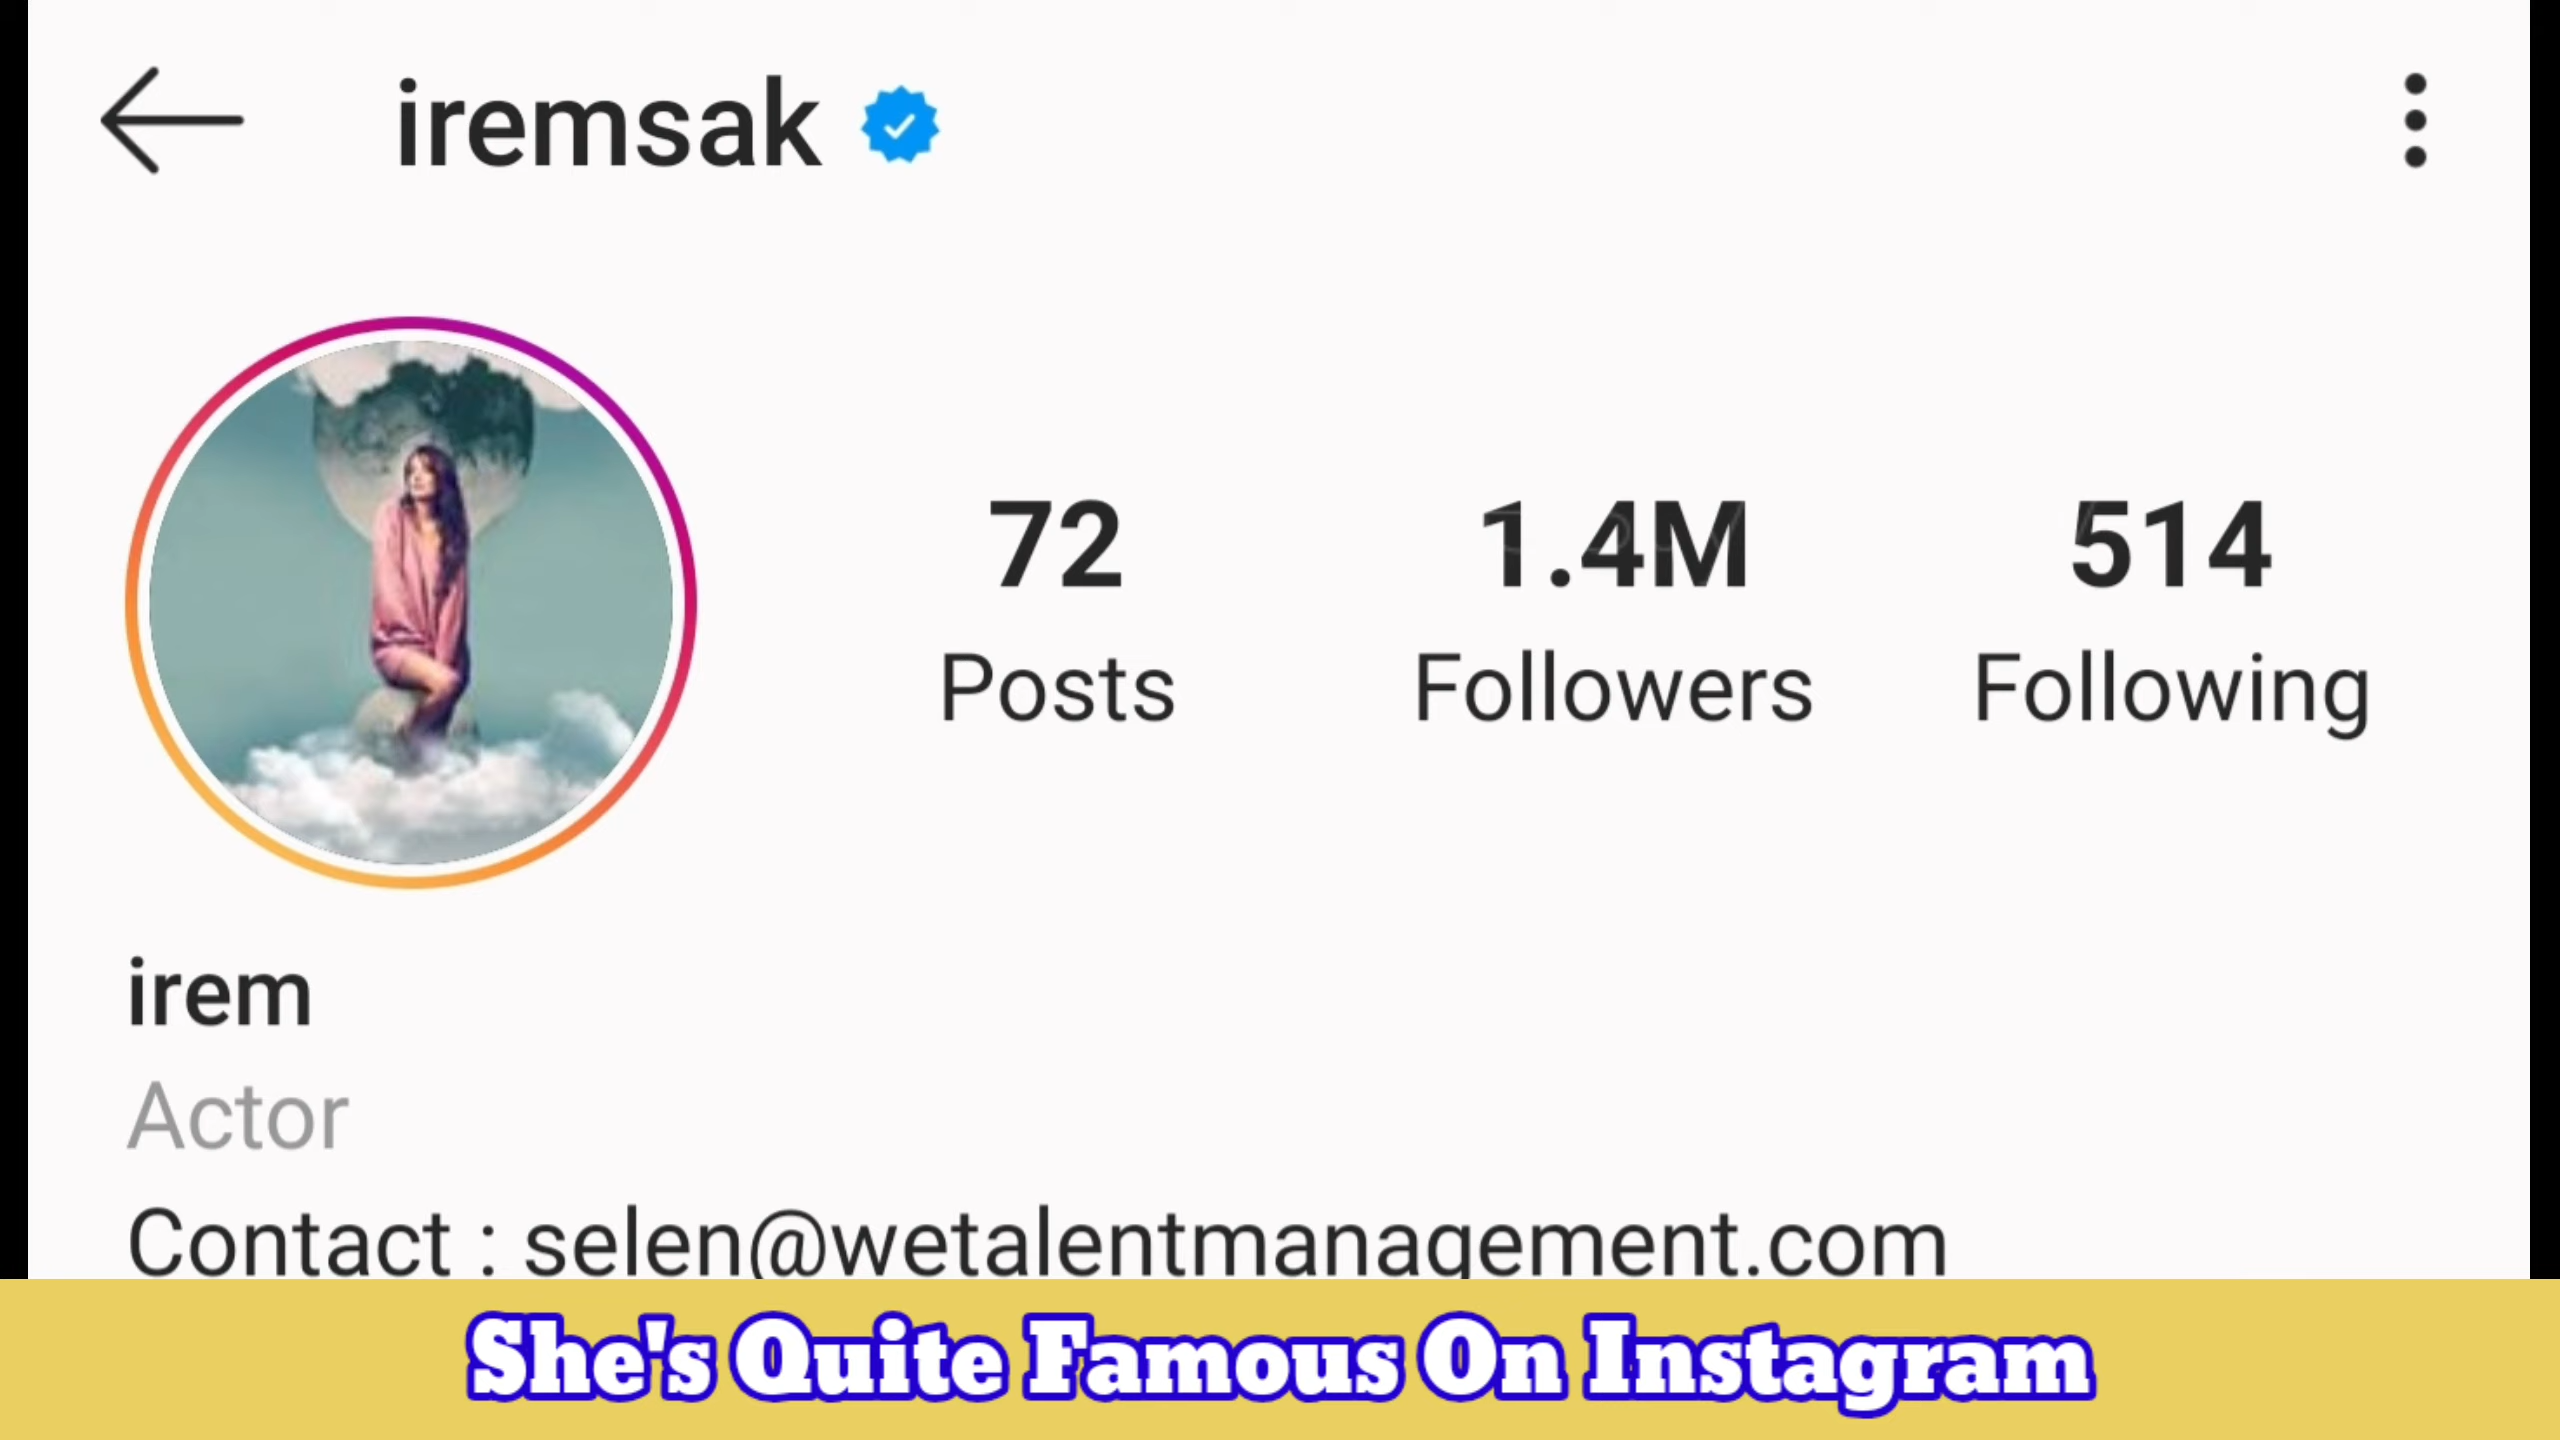 iremsak
72 1.4M 514
Posts Followers Following
irem
Actor
Contact : selen@wetalentmanagement.com
She's Quite Famous On Instagram